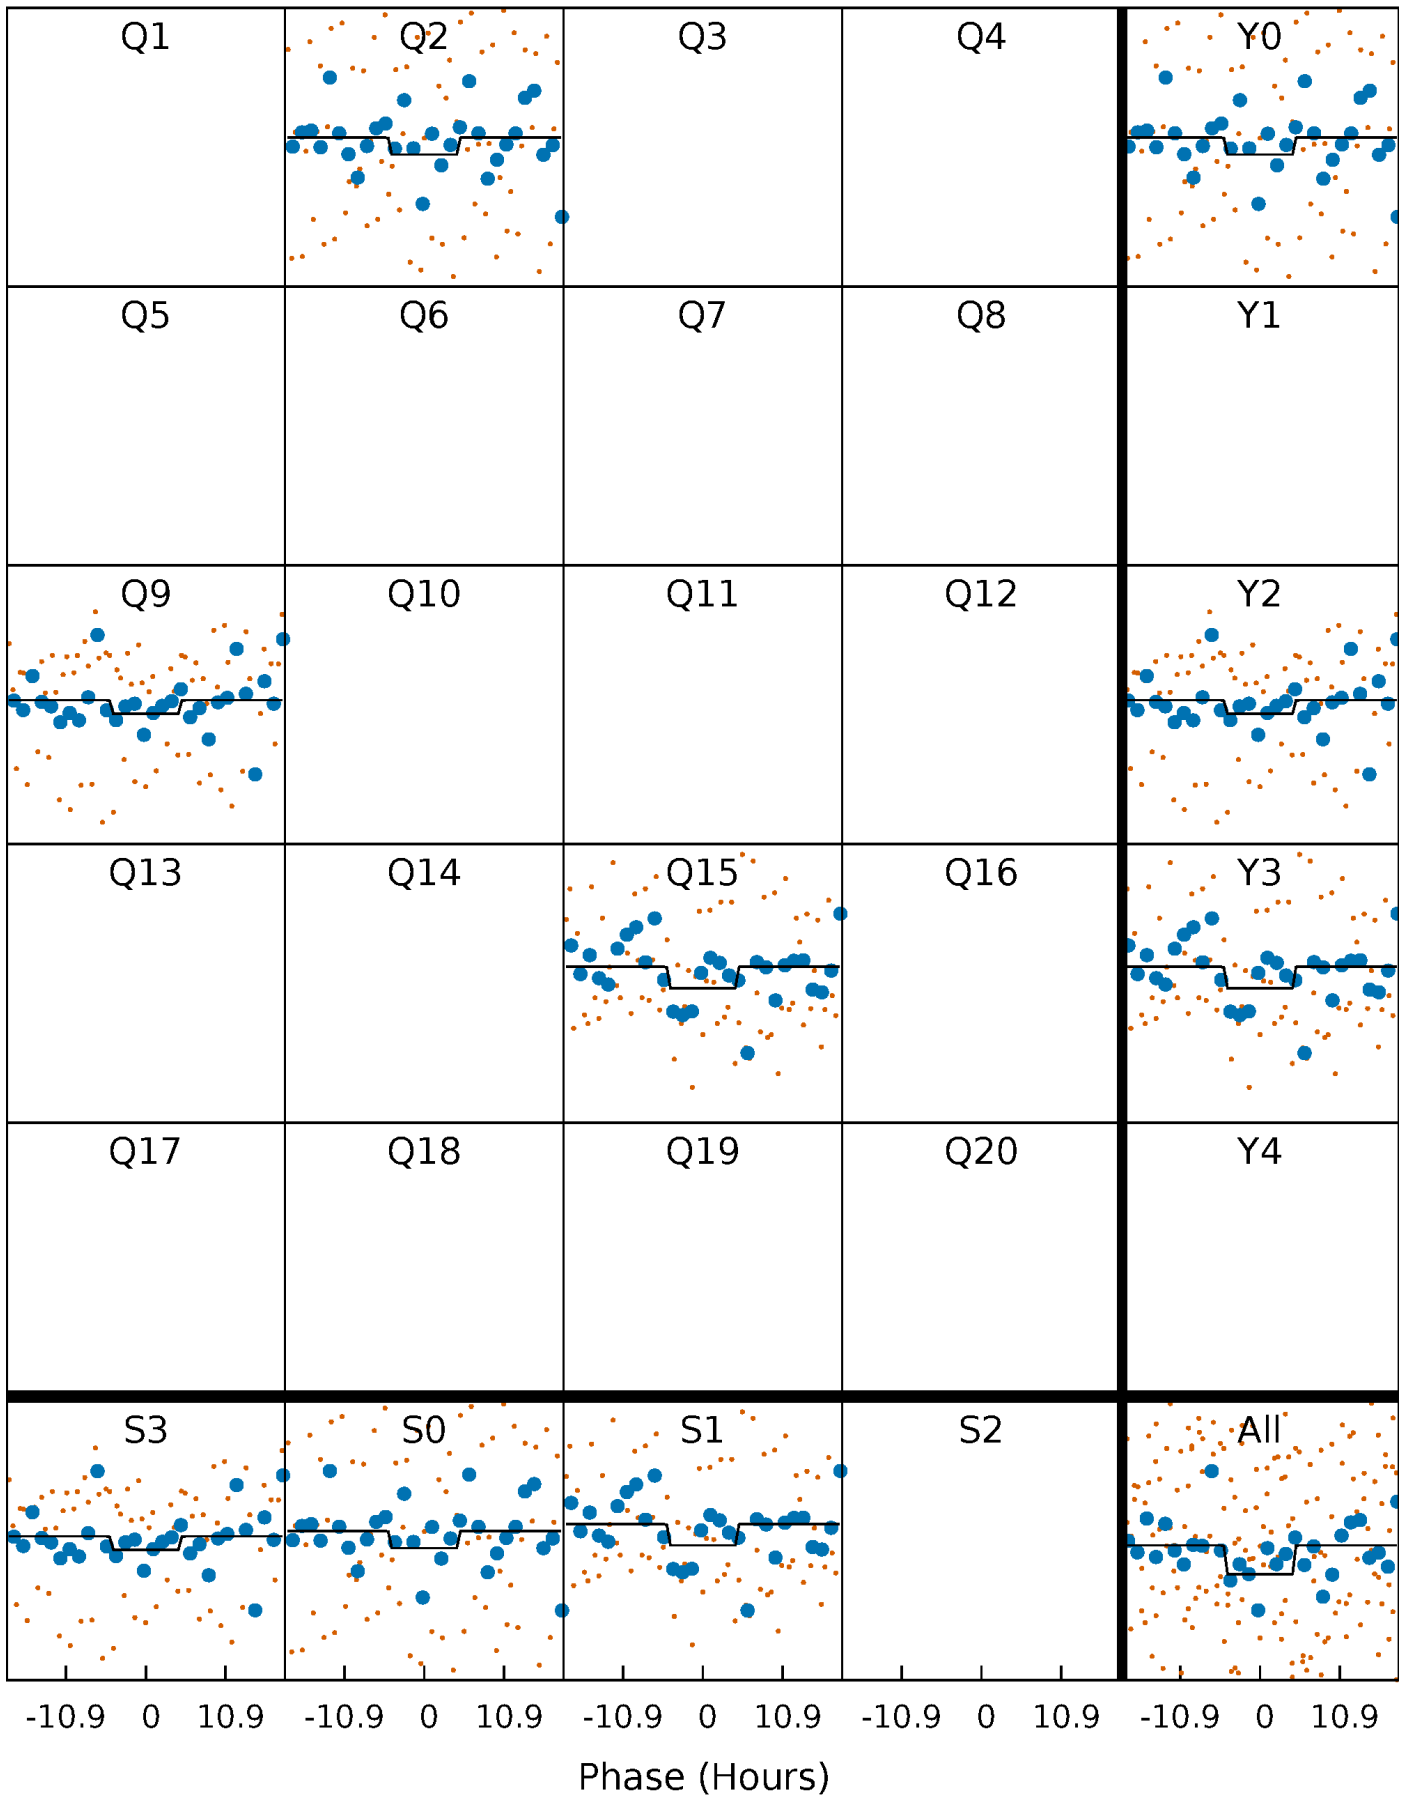 Q1 Q2 Q3 Q4 Y0
Q5 Q6 Q7 Q8 Y1
Q9 Q10 Q11 Q12 Y2
Q13 Q14 Q15 Q16 Y3
Q17 Q18 Q19 Q20 Y4
S3 S0 S1 S2 All
-10.9 0 10.9 -10.9 0 10.9 -10.9 0 10.9 -10.9 0 10.9 -10.9 0 10.9
Phase (Hours)